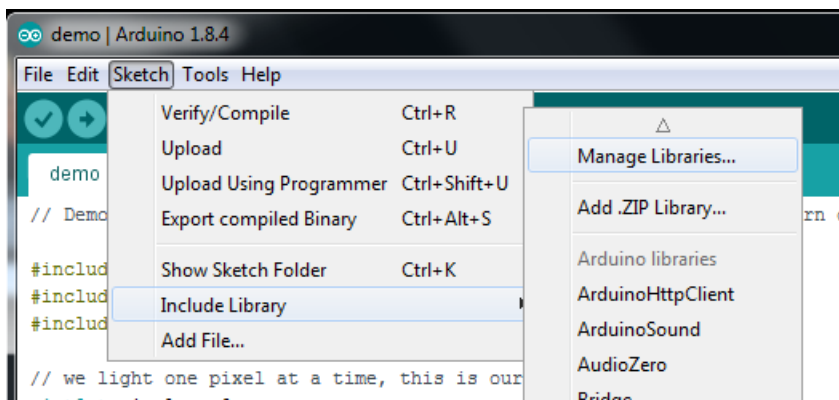 demo | Arduino 1.8.4
File Edit Sketch Tools Help
Verify/Compile Ctrl+R
Upload Ctrl+U
Upload Using Programmer Ctrl+Shift+U
Export compiled Binary Ctrl+Alt+S
Show Sketch Folder Ctrl+K
Include Library
Add File...
Manage Libraries...
Add .ZIP Library...
Arduino libraries
ArduinoHttpClient
ArduinoSound
AudioZero
Bridge
demo
// Demo
rn
#includ
#includ
#includ
// we light one pixel at a time, this is our